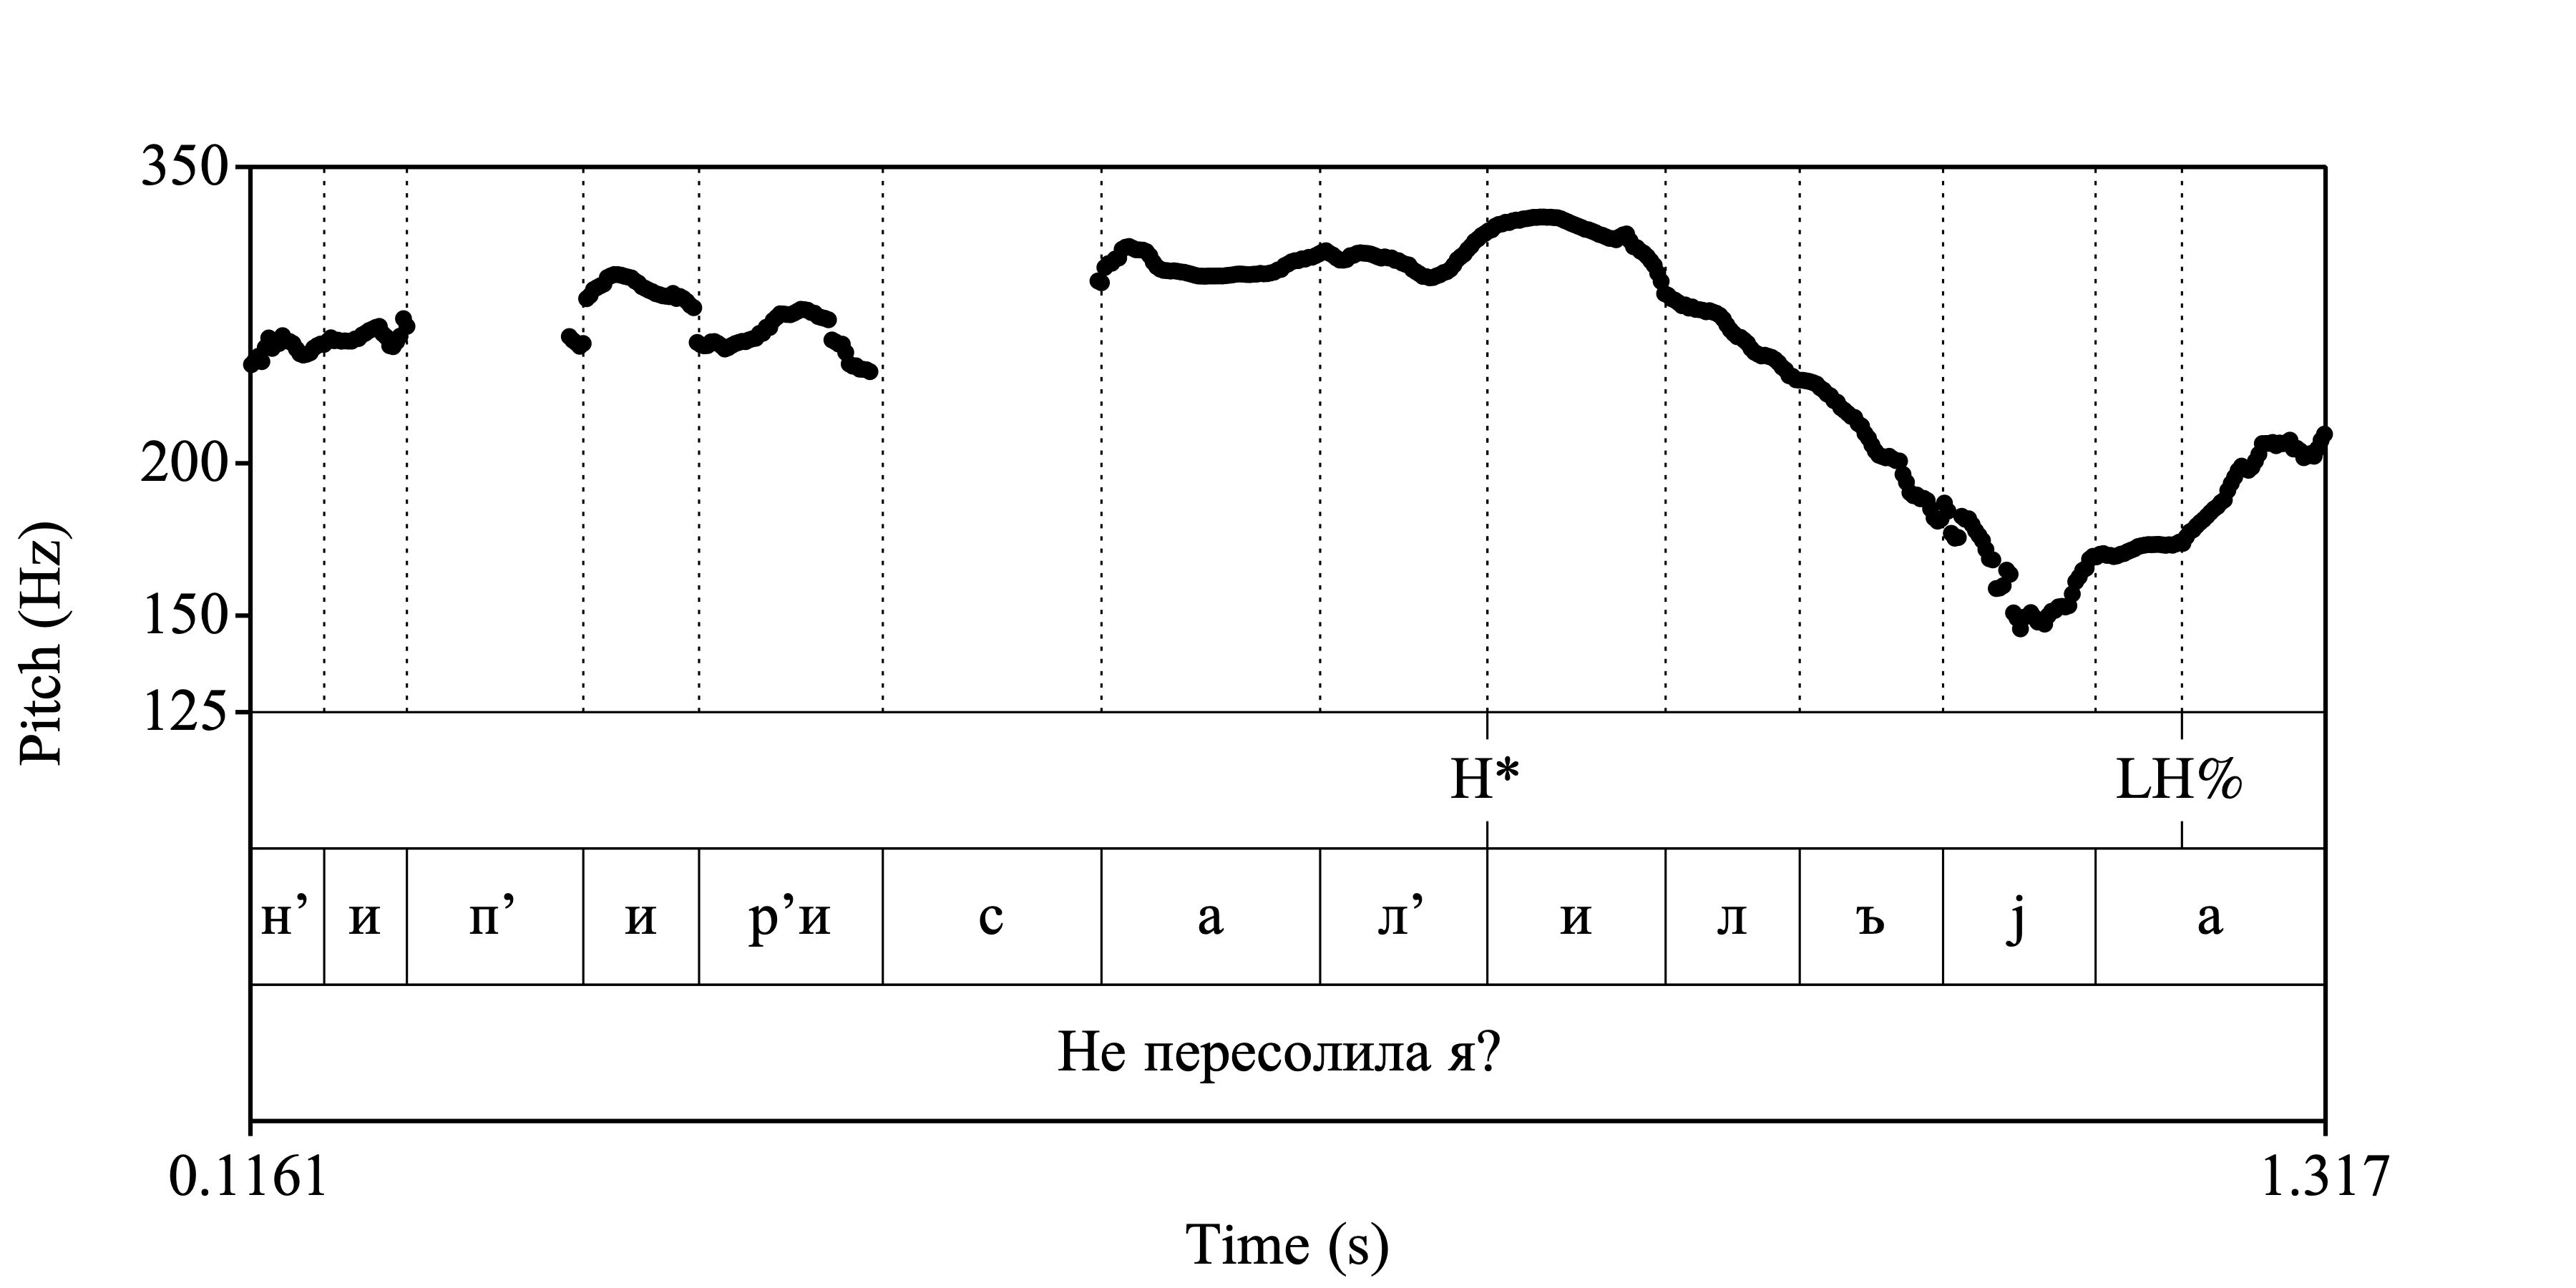 350
200
150
125
Pitch (Hz)
H* LH%
н’ и п’ и р’и с а л’ и л ъ j а
Не пересолила я?
0.1161 1.317
Time (s)